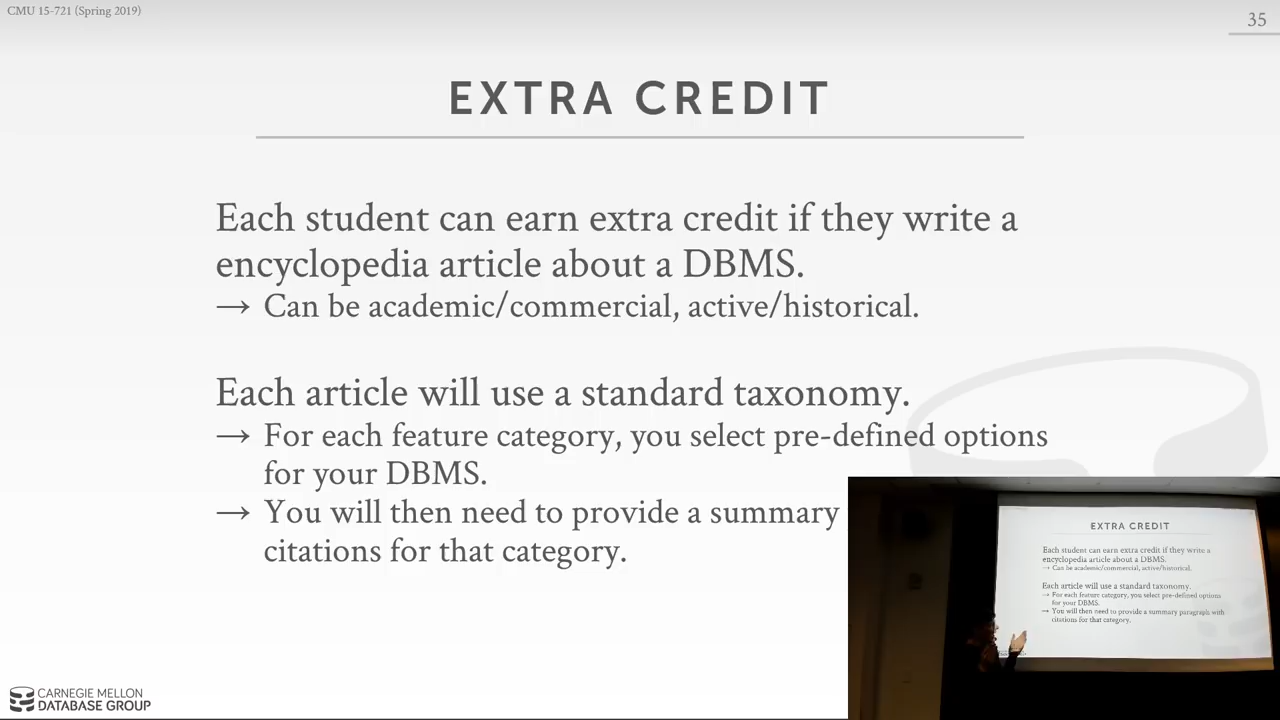 CMU 15-721 (Spring 2019)
35
EXTRA CREDIT
Each student can earn extra credit if they write a
encyclopedia article about a DBMS.
→ Can be academic/commercial, active/historical.
Each article will use a standard taxonomy.
→ For each feature category, you select pre-defined options
for your DBMS.
→ You will then need to provide a summary
citations for that category.
EXTRA CREDIT
Each student can earn extra credit if they write a
encyclopedia article about a DBMS.
→ Can be academic/commercial, active/historical.
Each article will use a standard taxonomy.
→ For each feature category, you select pre-defined options
for your DBMS.
→ You will then need to provide a summary paragraph with
citations for that category.
CARNEGIE MELLON
DATABASE GROUP